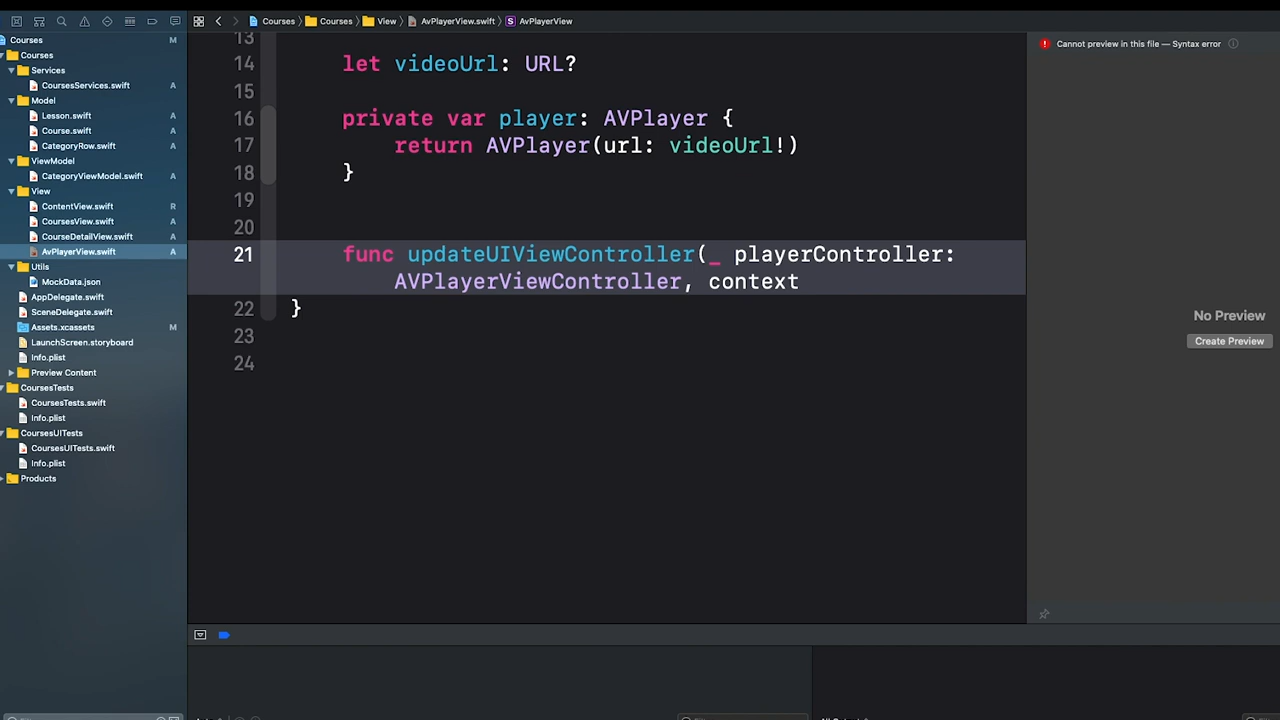 Courses
Courses
View
AvPlayerView.swift
S
AvPlayerView
Courses
M
Courses
Services
CoursesServices.swift
A
Model
Lesson.swift
A
Course.swift
A
CategoryRow.swift
A
ViewModel
CategoryViewModel.swift
A
View
ContentView.swift
R
CoursesView.swift
A
CourseDetailView.swift
A
AvPlayerView.swift
A
Utils
MockData.json
A
AppDelegate.swift
A
SceneDelegate.swift
A
Assets.xcassets
M
LaunchScreen.storyboard
Info.plist
Preview Content
CoursesTests
CoursesTests.swift
Info.plist
CoursesUITests
CoursesUITests.swift
Info.plist
Products
13
14 let videoUrl: URL?
15
16 private var player: AVPlayer {
17 return AVPlayer(url: videoUrl!)
18 }
19
20
21 func updateUIViewController(_ playerController:
AVPlayerViewController, context
22 }
23
24
Cannot preview in this file — Syntax error
No Preview
Create Preview